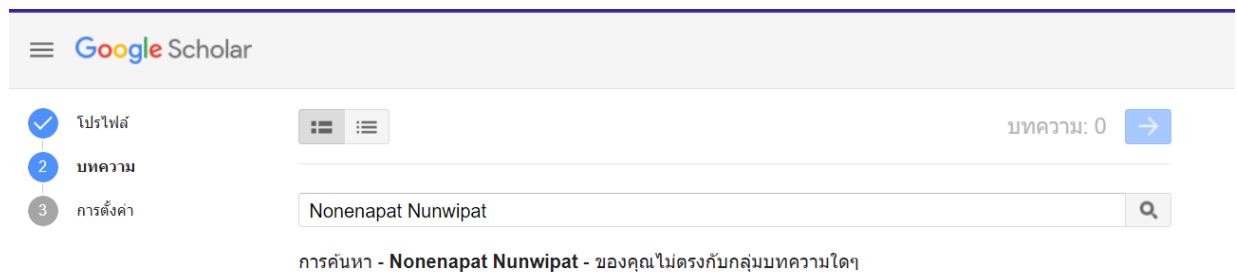 Google Scholar
โปรไฟล์
บทความ: 0
2 บทความ
3 การตั้งค่า
Nonenapat Nunwipat
การค้นหา - Nonenapat Nunwipat - ของคุณไม่ตรงกับกลุ่มบทความใดๆ